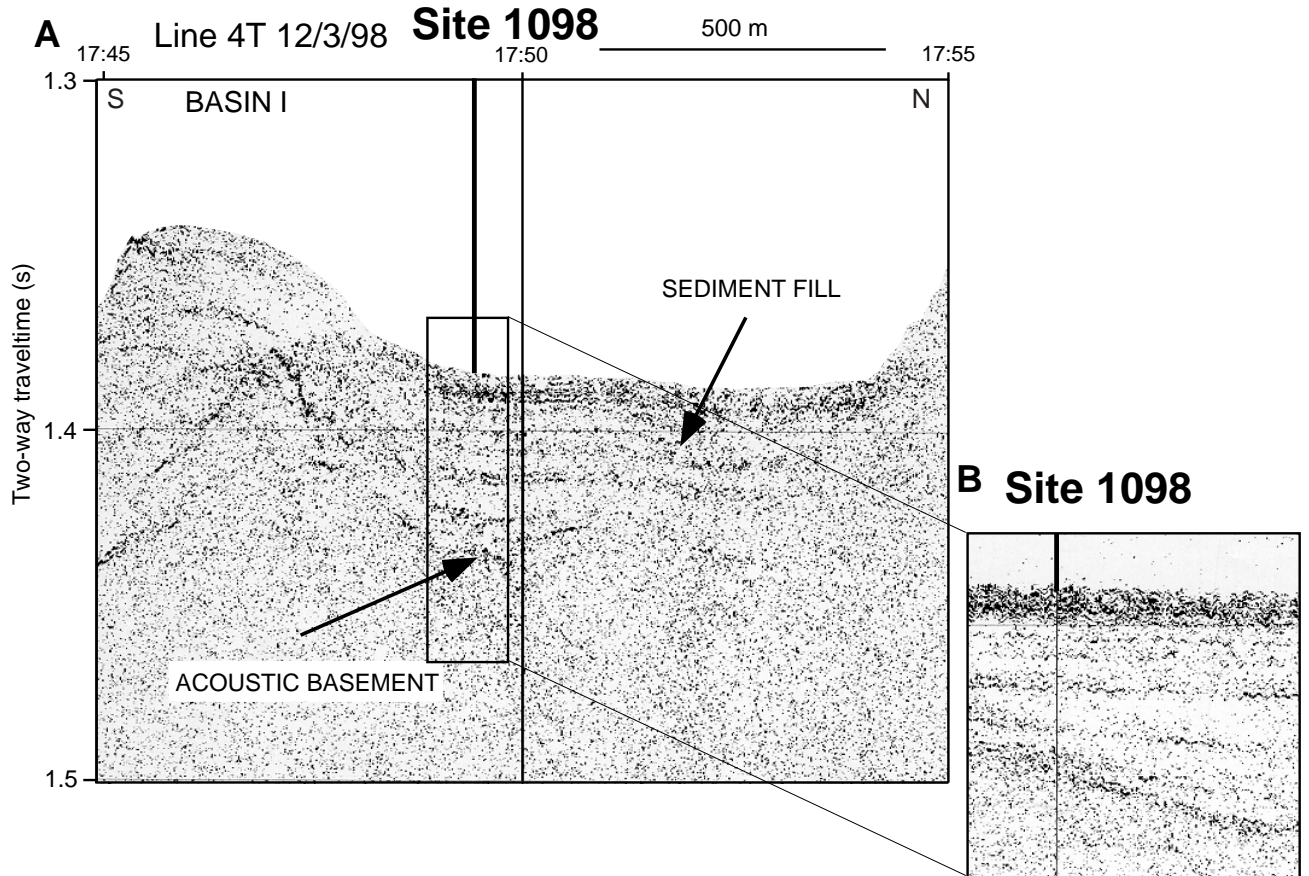 A Line 4T 12/3/98 Site 1098 500 m
17:45 17:50 17:55
1.3
S BASIN I N
SEDIMENT FILL
Two-way traveltime (s)
1.4
B Site 1098
ACOUSTIC BASEMENT
1.5